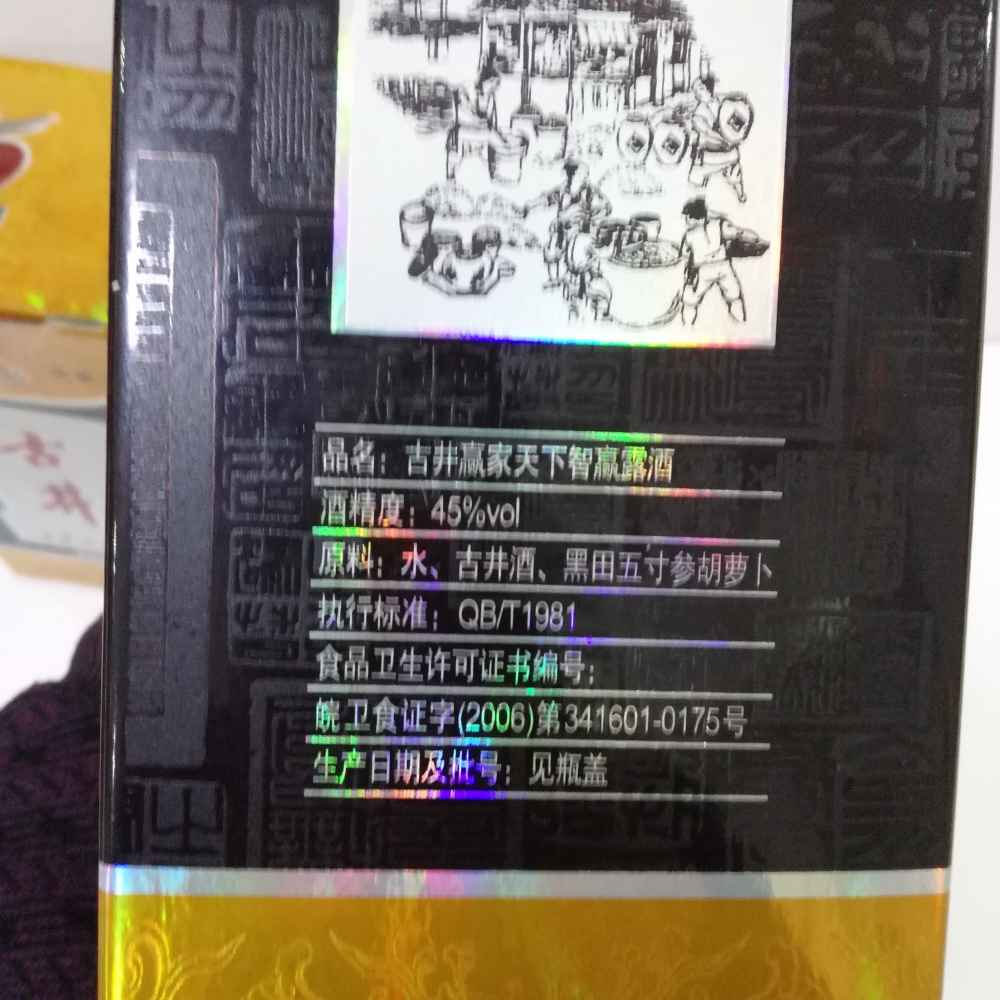 品名：古井赢家天下智赢露酒
酒精度：45%vol
原料：水、古井酒、黑田五寸参胡萝卜
执行标准：QB/T1981
食品卫生许可证书编号：
皖卫食证字(2006)第341601-0175号
生产日期及批号：见瓶盖